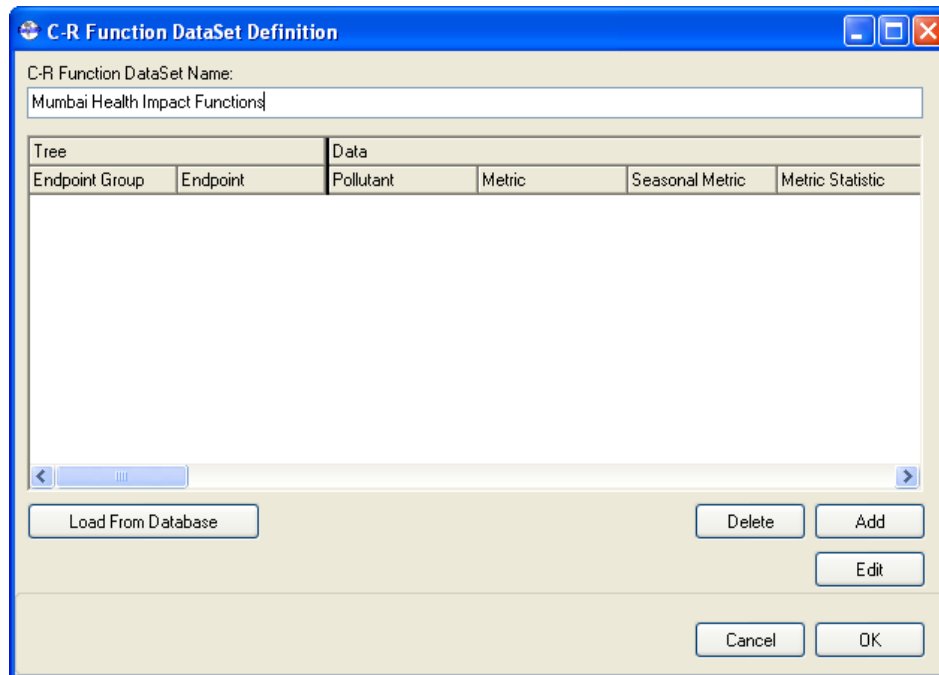 C-R Function DataSet Definition
C-R Function DataSet Name:
Mumbai Health Impact Functions
Tree Data
Endpoint Group Endpoint Pollutant Metric Seasonal Metric Metric Statistic
Load From Database Delete Add
Edit
Cancel OK